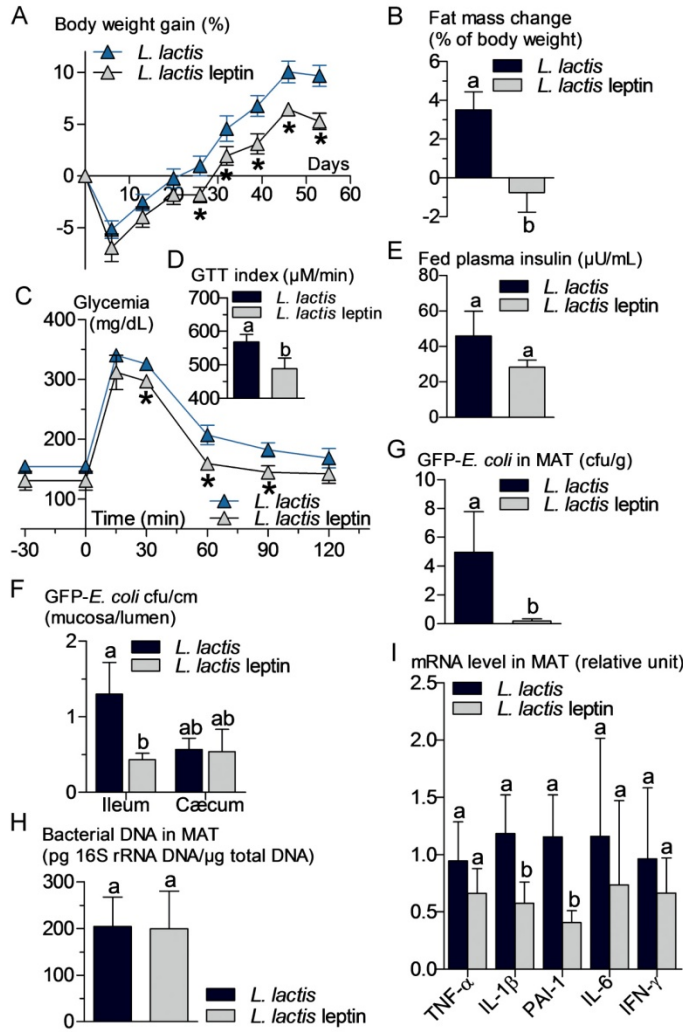 A
Body weight gain (%)
L. lactis
L. lactis leptin
10
5
0
-5
10
20
30
40
50
60
Days
*
*
*
*
*
B
Fat mass change
(% of body weight)
L. lactis
L. lactis leptin
6
4
2
0
-2
a
b
C
Glycemia
(mg/dL)
400
300
200
100
-30
0
30
60
90
120
Time (min)
L. lactis
L. lactis leptin
*
*
*
D
GTT index (µM/min)
L. lactis
L. lactis leptin
700
600
500
400
a
b
E
Fed plasma insulin (µU/mL)
L. lactis
L. lactis leptin
80
60
40
20
0
a
a
F
GFP-E. coli cfu/cm
(mucosa/lumen)
L. lactis
L. lactis leptin
2
1
0
a
b
ab
ab
Ileum
Cæcum
G
GFP-E. coli in MAT (cfu/g)
L. lactis
L. lactis leptin
10
8
6
4
2
0
a
b
H
Bacterial DNA in MAT
(pg 16S rRNA DNA/µg total DNA)
300
200
100
0
a
a
L. lactis
L. lactis leptin
I
mRNA level in MAT (relative unit)
L. lactis
L. lactis leptin
2.0
1.5
1.0
0.5
0.0
a
a
a
b
a
b
a
a
a
a
TNF-α
IL-1β
PAI-1
IL-6
IFN-γ